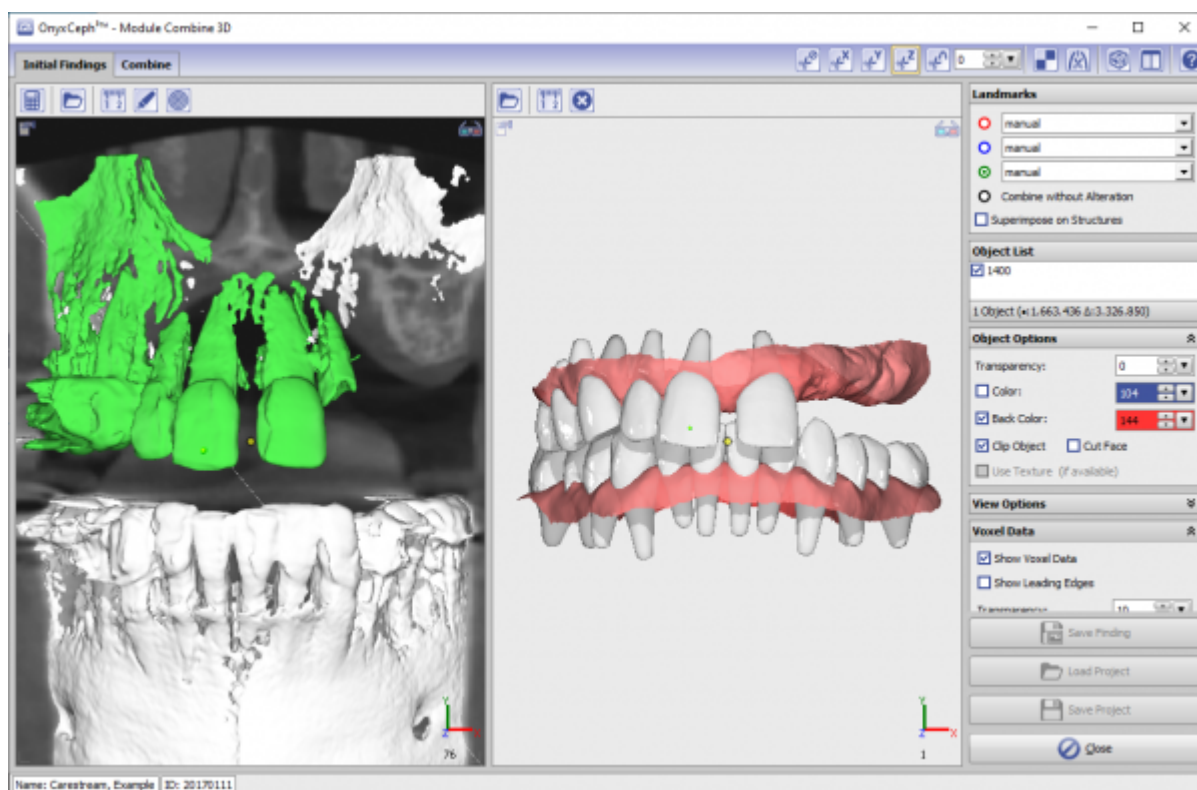 OnyxCeph³™ - Module Combine 3D
Initial Findings Combine
0
Landmarks
manual
manual
manual
Combine without Alteration
Superimpose on Structures
Object List
1400
1 Object (•:1.663.436 Δ:3.326.850)
Object Options
Transparency: 0
Color: 104
Back Color: 144
Clip Object Cut Face
Use Texture (if available)
View Options
Voxel Data
Show Voxel Data
Show Leading Edges
Transparency: 10
Save Finding
Load Project
Save Project
Close
Y
X
Z
76
Y
X
Z
1
Name: Carestream, Example ID: 20170111